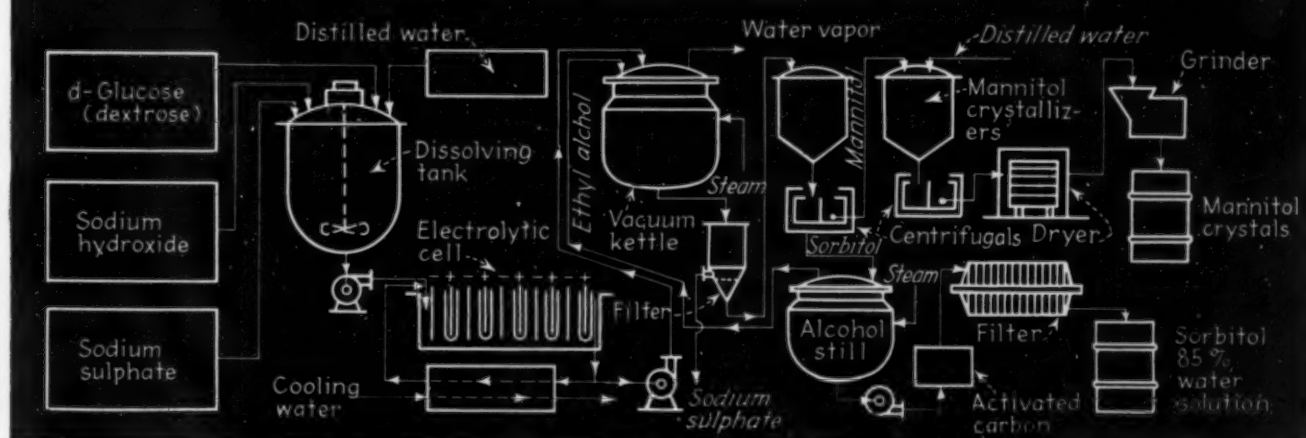 Distilled water
Water vapor
Distilled water
Grinder
d-Glucose
(dextrose)
Mannitol
crystalliz-
ers
Ethyl alchol
Mannitol
Dissolving
tank
Steam
Sodium
hydroxide
Vacuum
kettle
Electrolytic
cell
- + - + - + - + - + -
Sorbitol
Centrifugals
Dryer
Mannitol
crystals
Steam
Filter
Alcohol
still
Filter
Sodium
sulphate
Sorbitol
85%
water
solution
Cooling
water
Sodium
sulphate
Activated
carbon